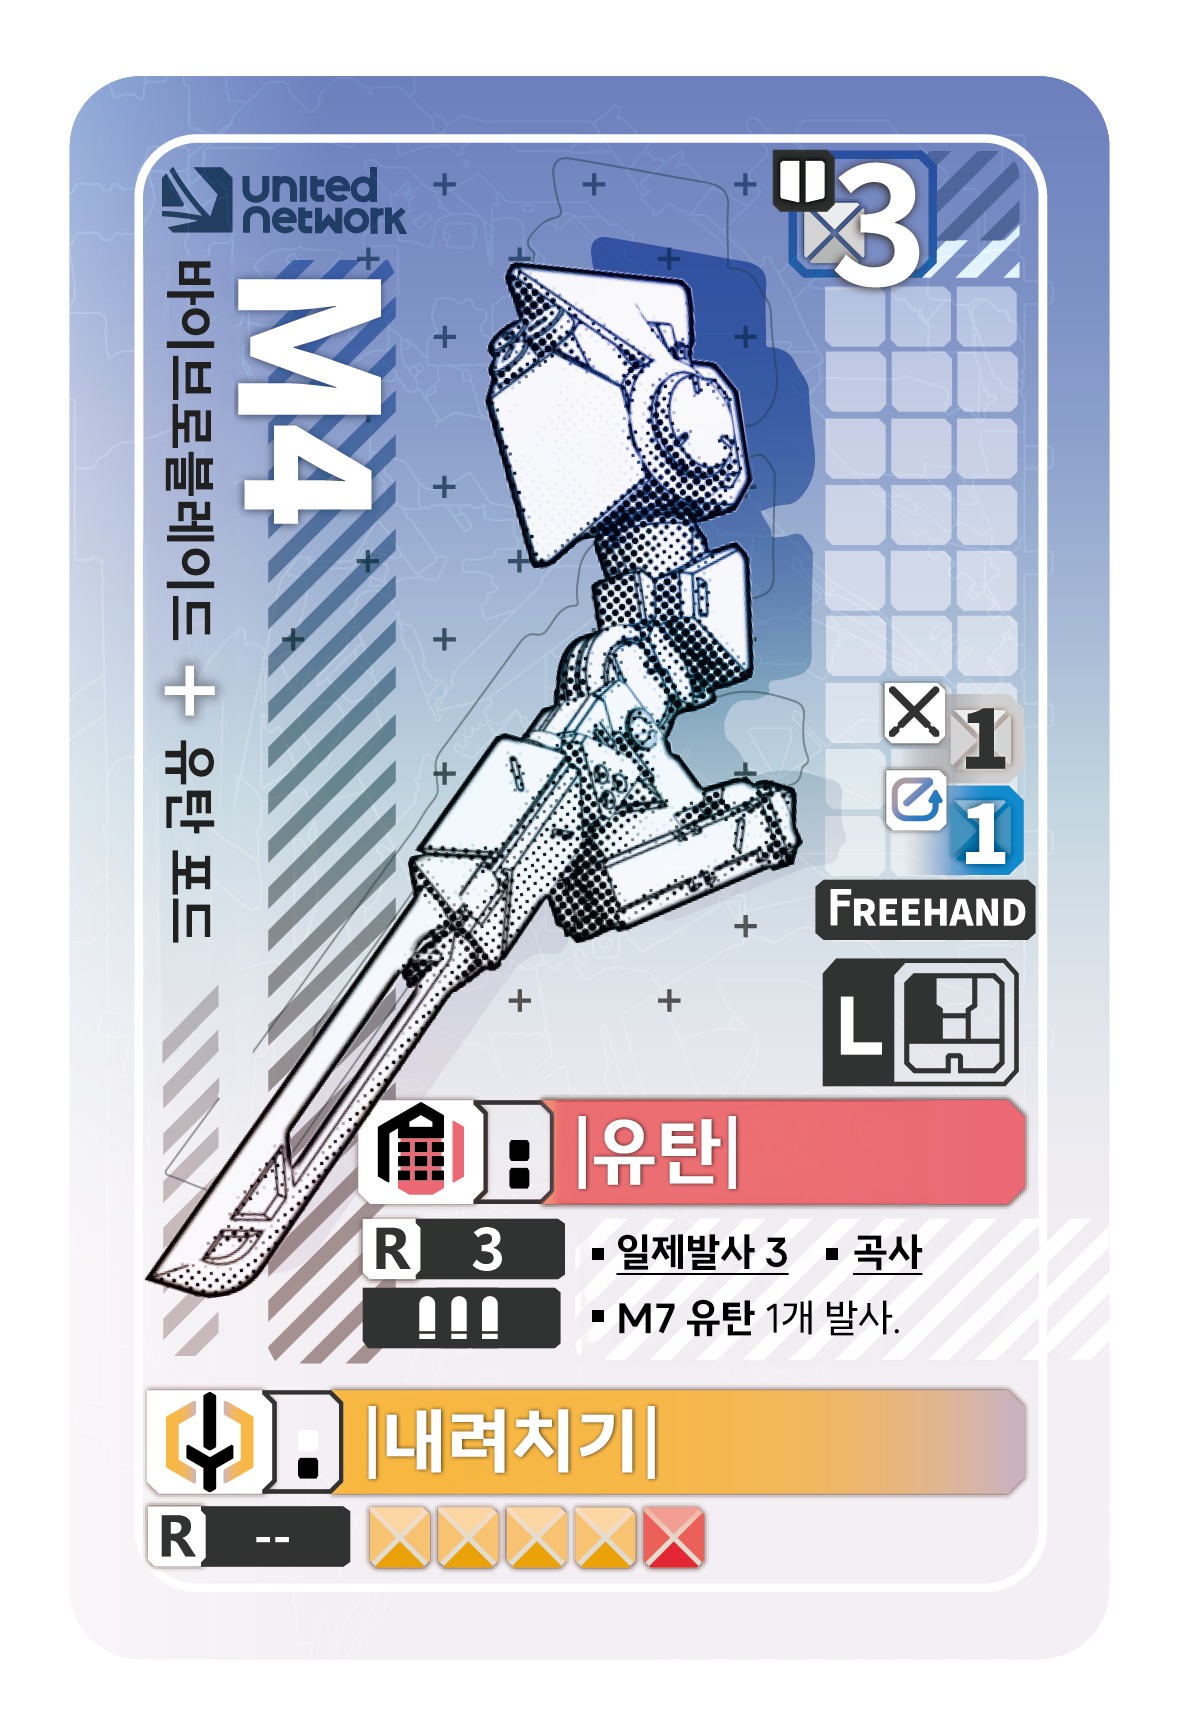 UNITED
NETWORK
3
M4
바이브로블레이드 + 유탄 포드
1
1
FREEHAND
L
|유탄|
R 3
▪ 일제발사 3 ▪ 곡사
▪ M7 유탄 1개 발사.
|내려치기|
R --